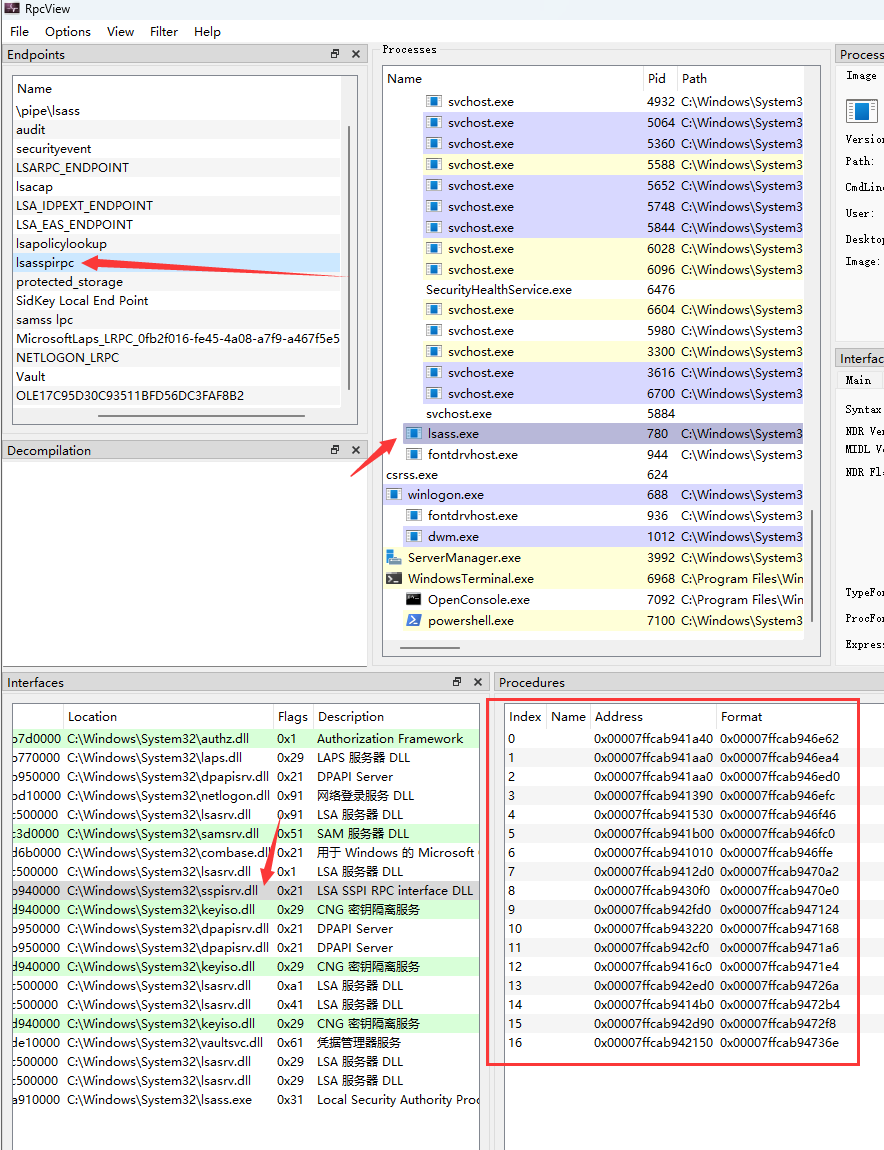 RpcView
File Options View Filter Help
Endpoints
Name
\pipe\lsass
audit
securityevent
LSARPC_ENDPOINT
lsacap
LSA_IDPEXT_ENDPOINT
LSA_EAS_ENDPOINT
lsapolicylookup
lsasspirpc
protected_storage
SidKey Local End Point
samss lpc
MicrosoftLaps_LRPC_0fb2f016-fe45-4a08-a7f9-a467f5e5
NETLOGON_LRPC
Vault
OLE17C95D30C93511BFD56DC3FAF8B2
Decompilation
Processes
Name Pid Path
svchost.exe 4932 C:\Windows\System3
svchost.exe 5064 C:\Windows\System3
svchost.exe 5360 C:\Windows\System3
svchost.exe 5588 C:\Windows\System3
svchost.exe 5652 C:\Windows\System3
svchost.exe 5748 C:\Windows\System3
svchost.exe 5844 C:\Windows\System3
svchost.exe 6028 C:\Windows\System3
svchost.exe 6096 C:\Windows\System3
SecurityHealthService.exe 6476
svchost.exe 6604 C:\Windows\System3
svchost.exe 5980 C:\Windows\System3
svchost.exe 3300 C:\Windows\System3
svchost.exe 3616 C:\Windows\System3
svchost.exe 6700 C:\Windows\System3
svchost.exe 5884
lsass.exe 780 C:\Windows\System3
fontdrvhost.exe 944 C:\Windows\System3
csrss.exe 624
winlogon.exe 688 C:\Windows\System3
fontdrvhost.exe 936 C:\Windows\System3
dwm.exe 1012 C:\Windows\System3
ServerManager.exe 3992 C:\Windows\System3
WindowsTerminal.exe 6968 C:\Program Files\Win
OpenConsole.exe 7092 C:\Program Files\Win
powershell.exe 7100 C:\Windows\System3
Process
Image
Version
Path:
CmdLine
User:
Desktop
Image:
Interfac
Main
Syntax
NDR Ver
MIDL Ve
NDR Fla
TypeFor
ProcFor
Express
Interfaces
Location Flags Description
b7d0000 C:\Windows\System32\authz.dll 0x1 Authorization Framework
b770000 C:\Windows\System32\laps.dll 0x29 LAPS 服务器 DLL
b950000 C:\Windows\System32\dpapisrv.dll 0x21 DPAPI Server
bd10000 C:\Windows\System32\netlogon.dll 0x91 网络登录服务 DLL
c500000 C:\Windows\System32\lsasrv.dll 0x91 LSA 服务器 DLL
c3d0000 C:\Windows\System32\samsrv.dll 0x51 SAM 服务器 DLL
d6b0000 C:\Windows\System32\combase.dll 0x21 用于 Windows 的 Microsoft
c500000 C:\Windows\System32\lsasrv.dll 0x1 LSA 服务器 DLL
b940000 C:\Windows\System32\sspisrv.dll 0x21 LSA SSPI RPC interface DLL
d940000 C:\Windows\System32\keyiso.dll 0x29 CNG 密钥隔离服务
b950000 C:\Windows\System32\dpapisrv.dll 0x21 DPAPI Server
b950000 C:\Windows\System32\dpapisrv.dll 0x21 DPAPI Server
d940000 C:\Windows\System32\keyiso.dll 0x29 CNG 密钥隔离服务
c500000 C:\Windows\System32\lsasrv.dll 0xa1 LSA 服务器 DLL
c500000 C:\Windows\System32\lsasrv.dll 0x41 LSA 服务器 DLL
d940000 C:\Windows\System32\keyiso.dll 0x29 CNG 密钥隔离服务
de10000 C:\Windows\System32\vaultsvc.dll 0x61 凭据管理器服务
c500000 C:\Windows\System32\lsasrv.dll 0x29 LSA 服务器 DLL
c500000 C:\Windows\System32\lsasrv.dll 0x29 LSA 服务器 DLL
a910000 C:\Windows\System32\lsass.exe 0x31 Local Security Authority Proc
Procedures
Index Name Address Format
0 0x00007ffcab941a40 0x00007ffcab946e62
1 0x00007ffcab941aa0 0x00007ffcab946ea4
2 0x00007ffcab941aa0 0x00007ffcab946ed0
3 0x00007ffcab941390 0x00007ffcab946efc
4 0x00007ffcab941530 0x00007ffcab946f46
5 0x00007ffcab941b00 0x00007ffcab946fc0
6 0x00007ffcab941010 0x00007ffcab946ffe
7 0x00007ffcab9412d0 0x00007ffcab9470a2
8 0x00007ffcab9430f0 0x00007ffcab9470e0
9 0x00007ffcab942fd0 0x00007ffcab947124
10 0x00007ffcab943220 0x00007ffcab947168
11 0x00007ffcab942cf0 0x00007ffcab9471a6
12 0x00007ffcab9416c0 0x00007ffcab9471e4
13 0x00007ffcab942ed0 0x00007ffcab94726a
14 0x00007ffcab9414b0 0x00007ffcab9472b4
15 0x00007ffcab942d90 0x00007ffcab9472f8
16 0x00007ffcab942150 0x00007ffcab94736e